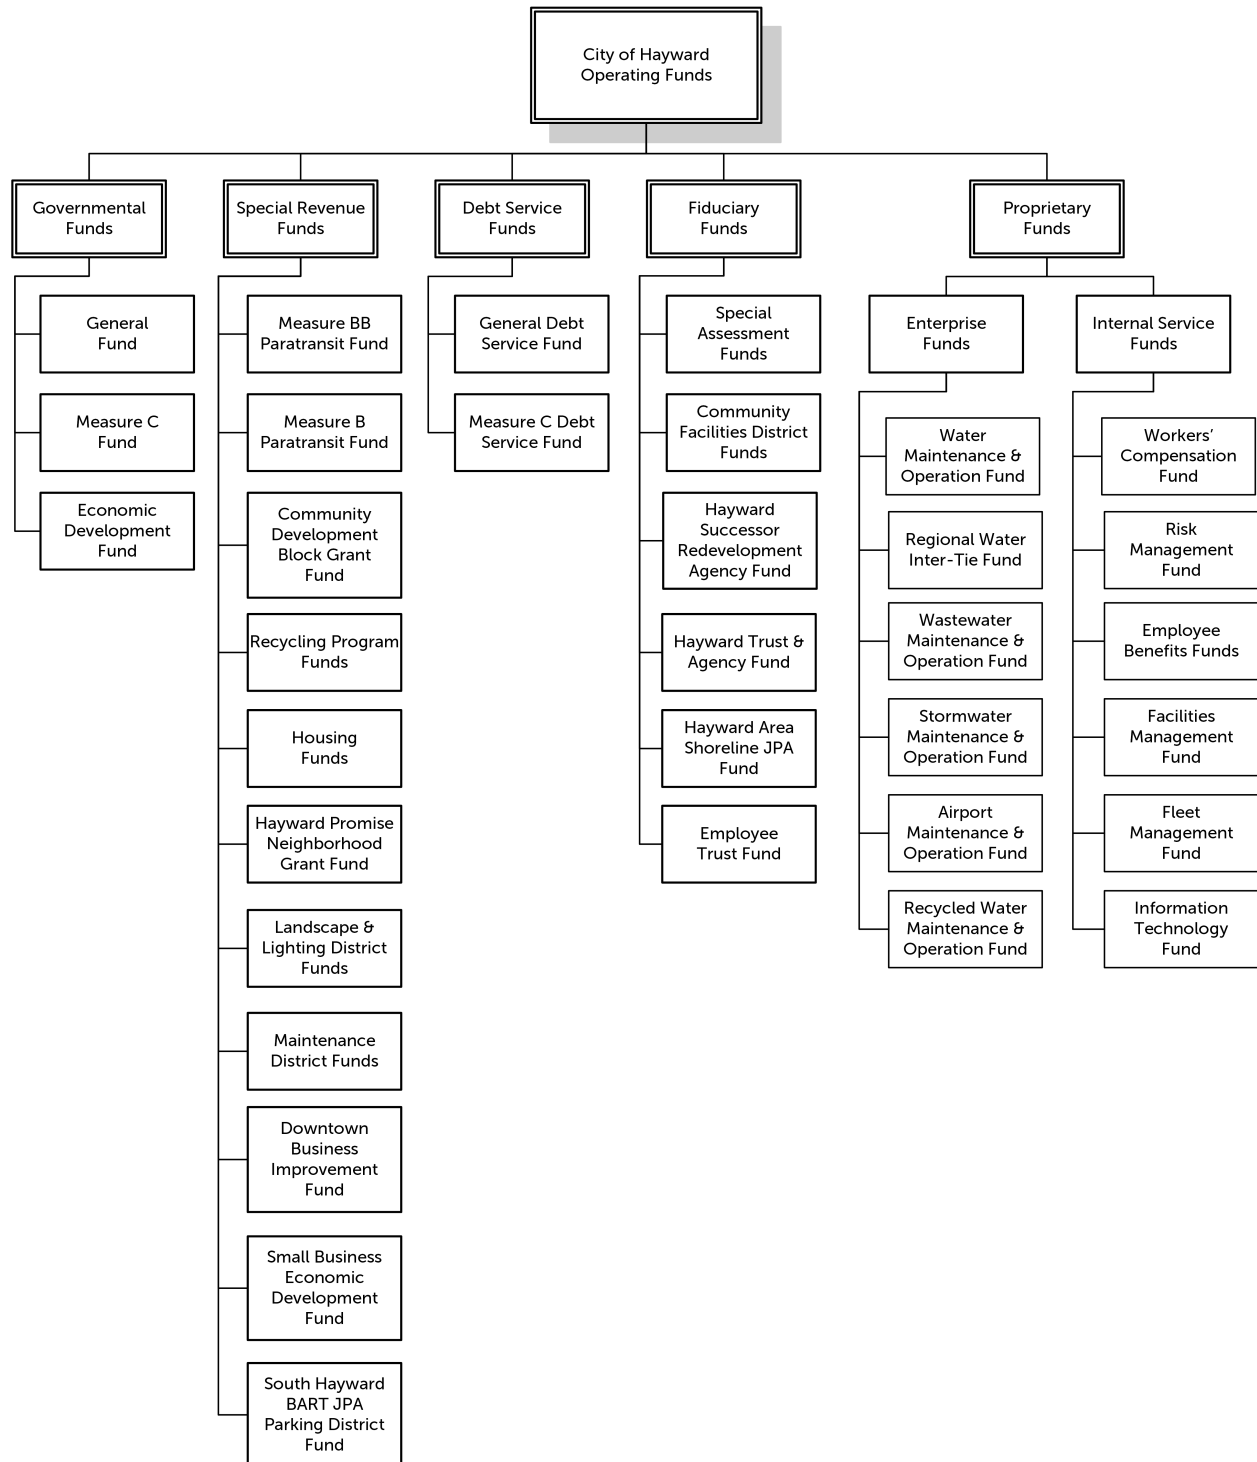 City of Hayward
Operating Funds
Governmental
Funds
Special Revenue
Funds
Debt Service
Funds
Fiduciary
Funds
Proprietary
Funds
General
Fund
Measure C
Fund
Economic
Development
Fund
Measure BB
Paratransit Fund
Measure B
Paratransit Fund
Community
Development
Block Grant
Fund
Recycling Program
Funds
Housing
Funds
Hayward Promise
Neighborhood
Grant Fund
Landscape &
Lighting District
Funds
Maintenance
District Funds
Downtown
Business
Improvement
Fund
Small Business
Economic
Development
Fund
South Hayward
BART JPA
Parking District
Fund
General Debt
Service Fund
Measure C Debt
Service Fund
Special
Assessment
Funds
Community
Facilities District
Funds
Hayward
Successor
Redevelopment
Agency Fund
Hayward Trust &
Agency Fund
Hayward Area
Shoreline JPA
Fund
Employee
Trust Fund
Enterprise
Funds
Water
Maintenance &
Operation Fund
Regional Water
Inter-Tie Fund
Wastewater
Maintenance &
Operation Fund
Stormwater
Maintenance &
Operation Fund
Airport
Maintenance &
Operation Fund
Recycled Water
Maintenance &
Operation Fund
Internal Service
Funds
Workers’
Compensation
Fund
Risk
Management
Fund
Employee
Benefits Funds
Facilities
Management
Fund
Fleet
Management
Fund
Information
Technology
Fund